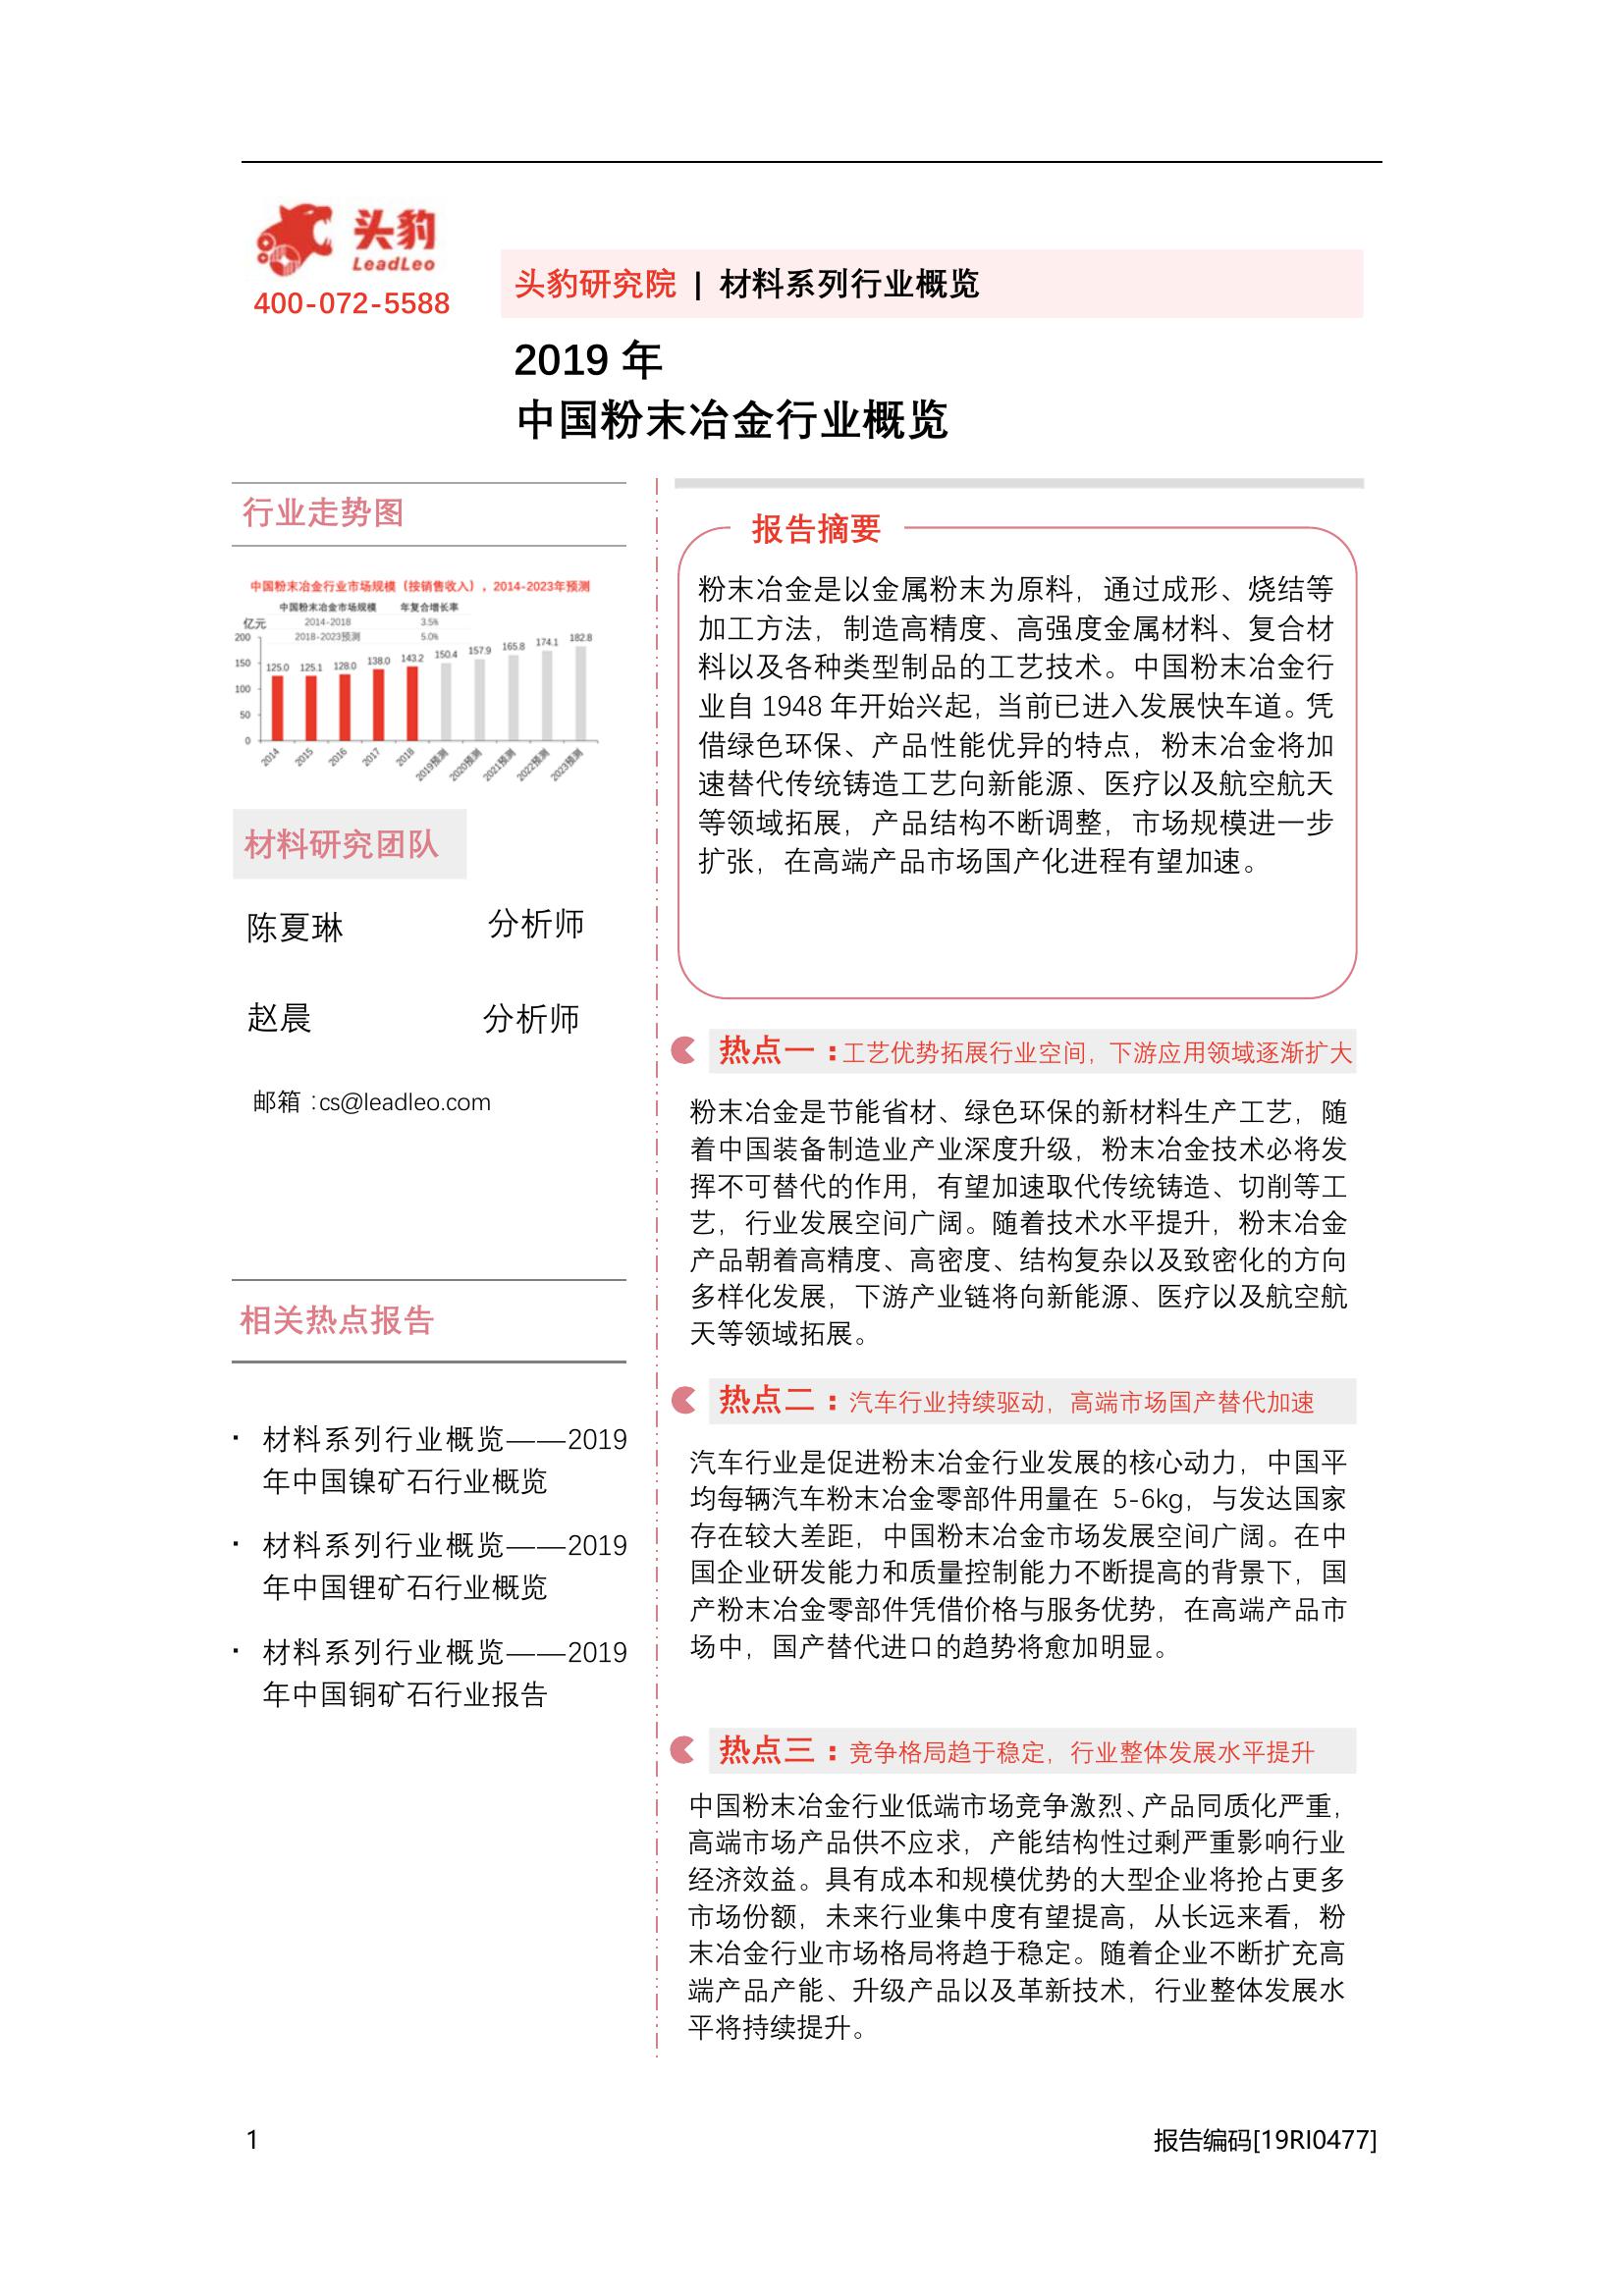 头豹
LeadLeo
400-072-5588
头豹研究院 | 材料系列行业概览
2019 年
中国粉末冶金行业概览
行业走势图
中国粉末冶金行业市场规模（按销售收入），2014-2023年预测
中国粉末冶金市场规模 年复合增长率
2014-2018 3.5%
2018-2023预测 5.0%
亿元
200
150
100
50
0
125.0 125.1 128.0 138.0 143.2 150.4 157.9 165.8 174.1 182.8
2014 2015 2016 2017 2018 2019预测 2020预测 2021预测 2022预测 2023预测
材料研究团队
陈夏琳 分析师
赵晨 分析师
邮箱 :cs@leadleo.com
相关热点报告
· 材料系列行业概览——2019
年中国镍矿石行业概览
· 材料系列行业概览——2019
年中国锂矿石行业概览
· 材料系列行业概览——2019
年中国铜矿石行业报告
报告摘要
粉末冶金是以金属粉末为原料，通过成形、烧结等
加工方法，制造高精度、高强度金属材料、复合材
料以及各种类型制品的工艺技术。中国粉末冶金行
业自 1948 年开始兴起，当前已进入发展快车道。凭
借绿色环保、产品性能优异的特点，粉末冶金将加
速替代传统铸造工艺向新能源、医疗以及航空航天
等领域拓展，产品结构不断调整，市场规模进一步
扩张，在高端产品市场国产化进程有望加速。
热点一：工艺优势拓展行业空间，下游应用领域逐渐扩大
粉末冶金是节能省材、绿色环保的新材料生产工艺，随
着中国装备制造业产业深度升级，粉末冶金技术必将发
挥不可替代的作用，有望加速取代传统铸造、切削等工
艺，行业发展空间广阔。随着技术水平提升，粉末冶金
产品朝着高精度、高密度、结构复杂以及致密化的方向
多样化发展，下游产业链将向新能源、医疗以及航空航
天等领域拓展。
热点二：汽车行业持续驱动，高端市场国产替代加速
汽车行业是促进粉末冶金行业发展的核心动力，中国平
均每辆汽车粉末冶金零部件用量在 5-6kg，与发达国家
存在较大差距，中国粉末冶金市场发展空间广阔。在中
国企业研发能力和质量控制能力不断提高的背景下，国
产粉末冶金零部件凭借价格与服务优势，在高端产品市
场中，国产替代进口的趋势将愈加明显。
热点三：竞争格局趋于稳定，行业整体发展水平提升
中国粉末冶金行业低端市场竞争激烈、产品同质化严重，
高端市场产品供不应求，产能结构性过剩严重影响行业
经济效益。具有成本和规模优势的大型企业将抢占更多
市场份额，未来行业集中度有望提高，从长远来看，粉
末冶金行业市场格局将趋于稳定。随着企业不断扩充高
端产品产能、升级产品以及革新技术，行业整体发展水
平将持续提升。
1 报告编码[19RI0477]